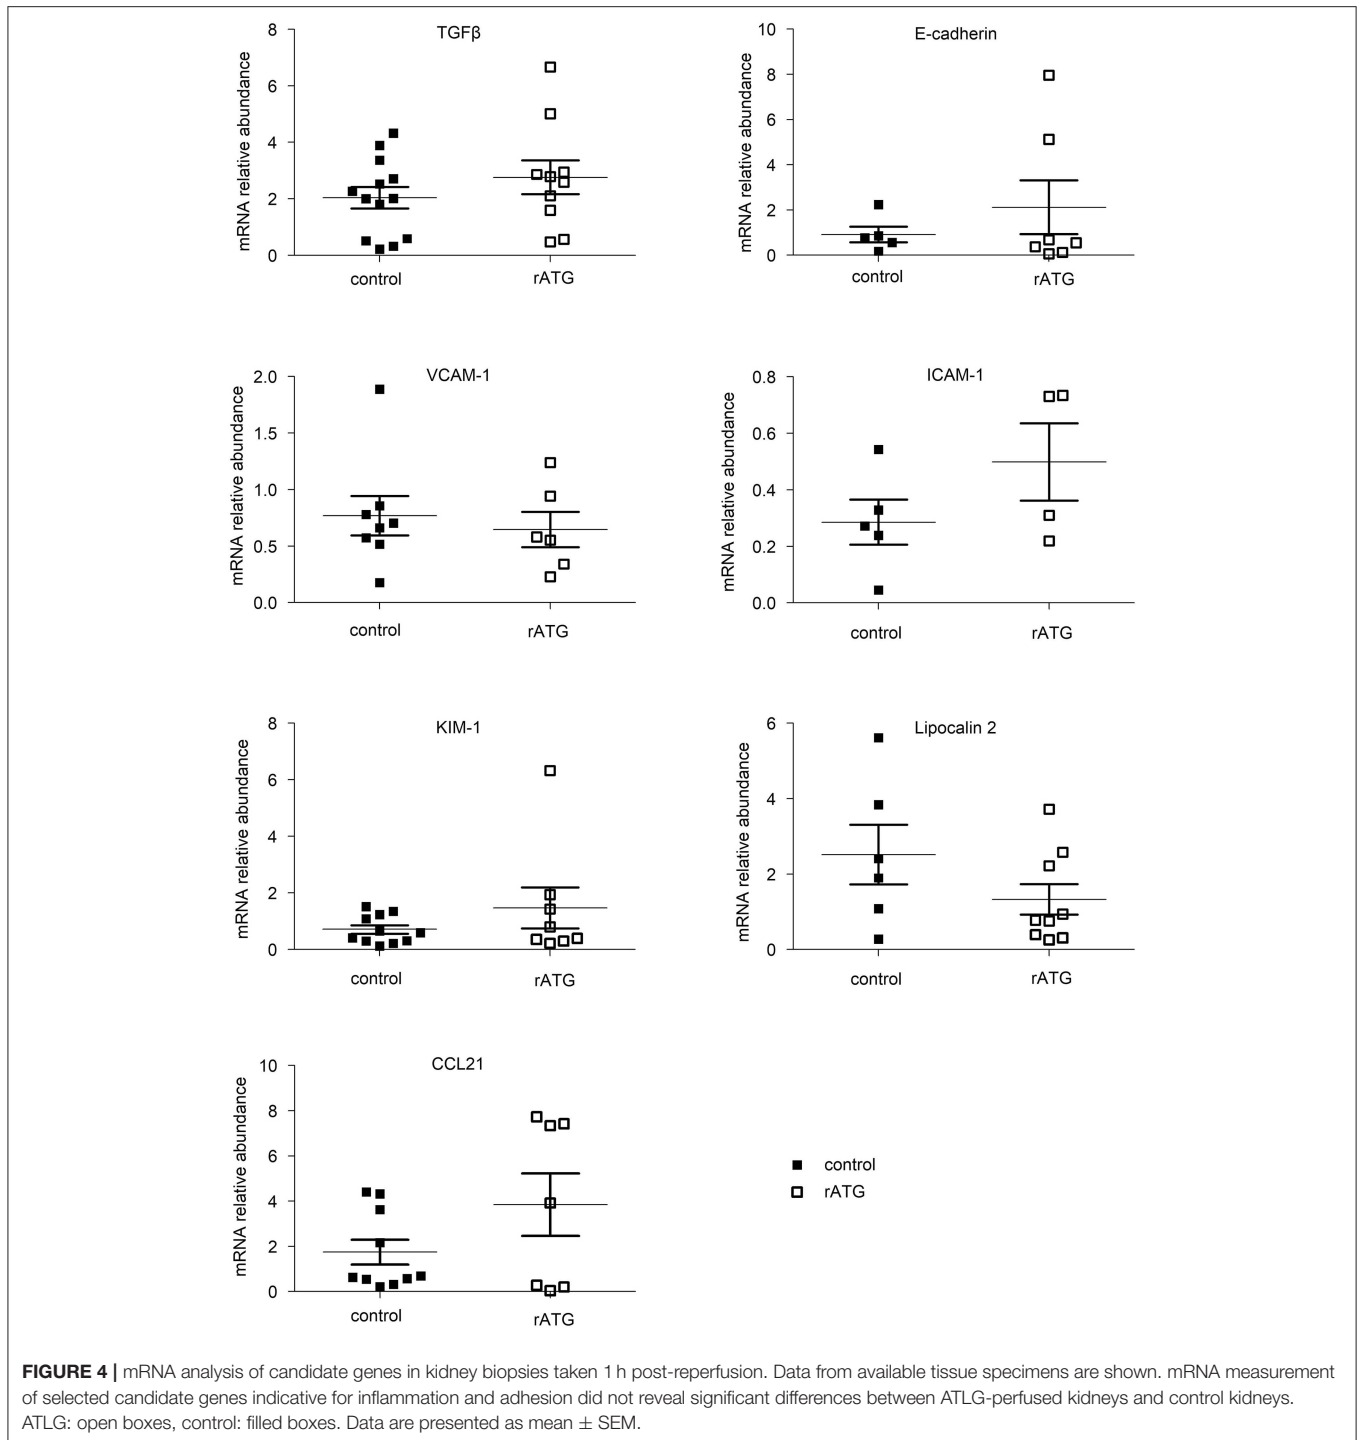 TGFβ
8
6
4
2
0
mRNA relative abundance
control
rATG
E-cadherin
10
8
6
4
2
0
mRNA relative abundance
control
rATG
VCAM-1
2.0
1.5
1.0
0.5
0.0
mRNA relative abundance
control
rATG
ICAM-1
0.8
0.6
0.4
0.2
0.0
mRNA relative abundance
control
rATG
KIM-1
8
6
4
2
0
mRNA relative abundance
control
rATG
Lipocalin 2
6
4
2
0
mRNA relative abundance
control
rATG
CCL21
10
8
6
4
2
0
mRNA relative abundance
control
rATG
control
rATG
FIGURE 4 | mRNA analysis of candidate genes in kidney biopsies taken 1 h post-reperfusion. Data from available tissue specimens are shown. mRNA measurement
of selected candidate genes indicative for inflammation and adhesion did not reveal significant differences between ATLG-perfused kidneys and control kidneys.
ATLG: open boxes, control: filled boxes. Data are presented as mean ± SEM.